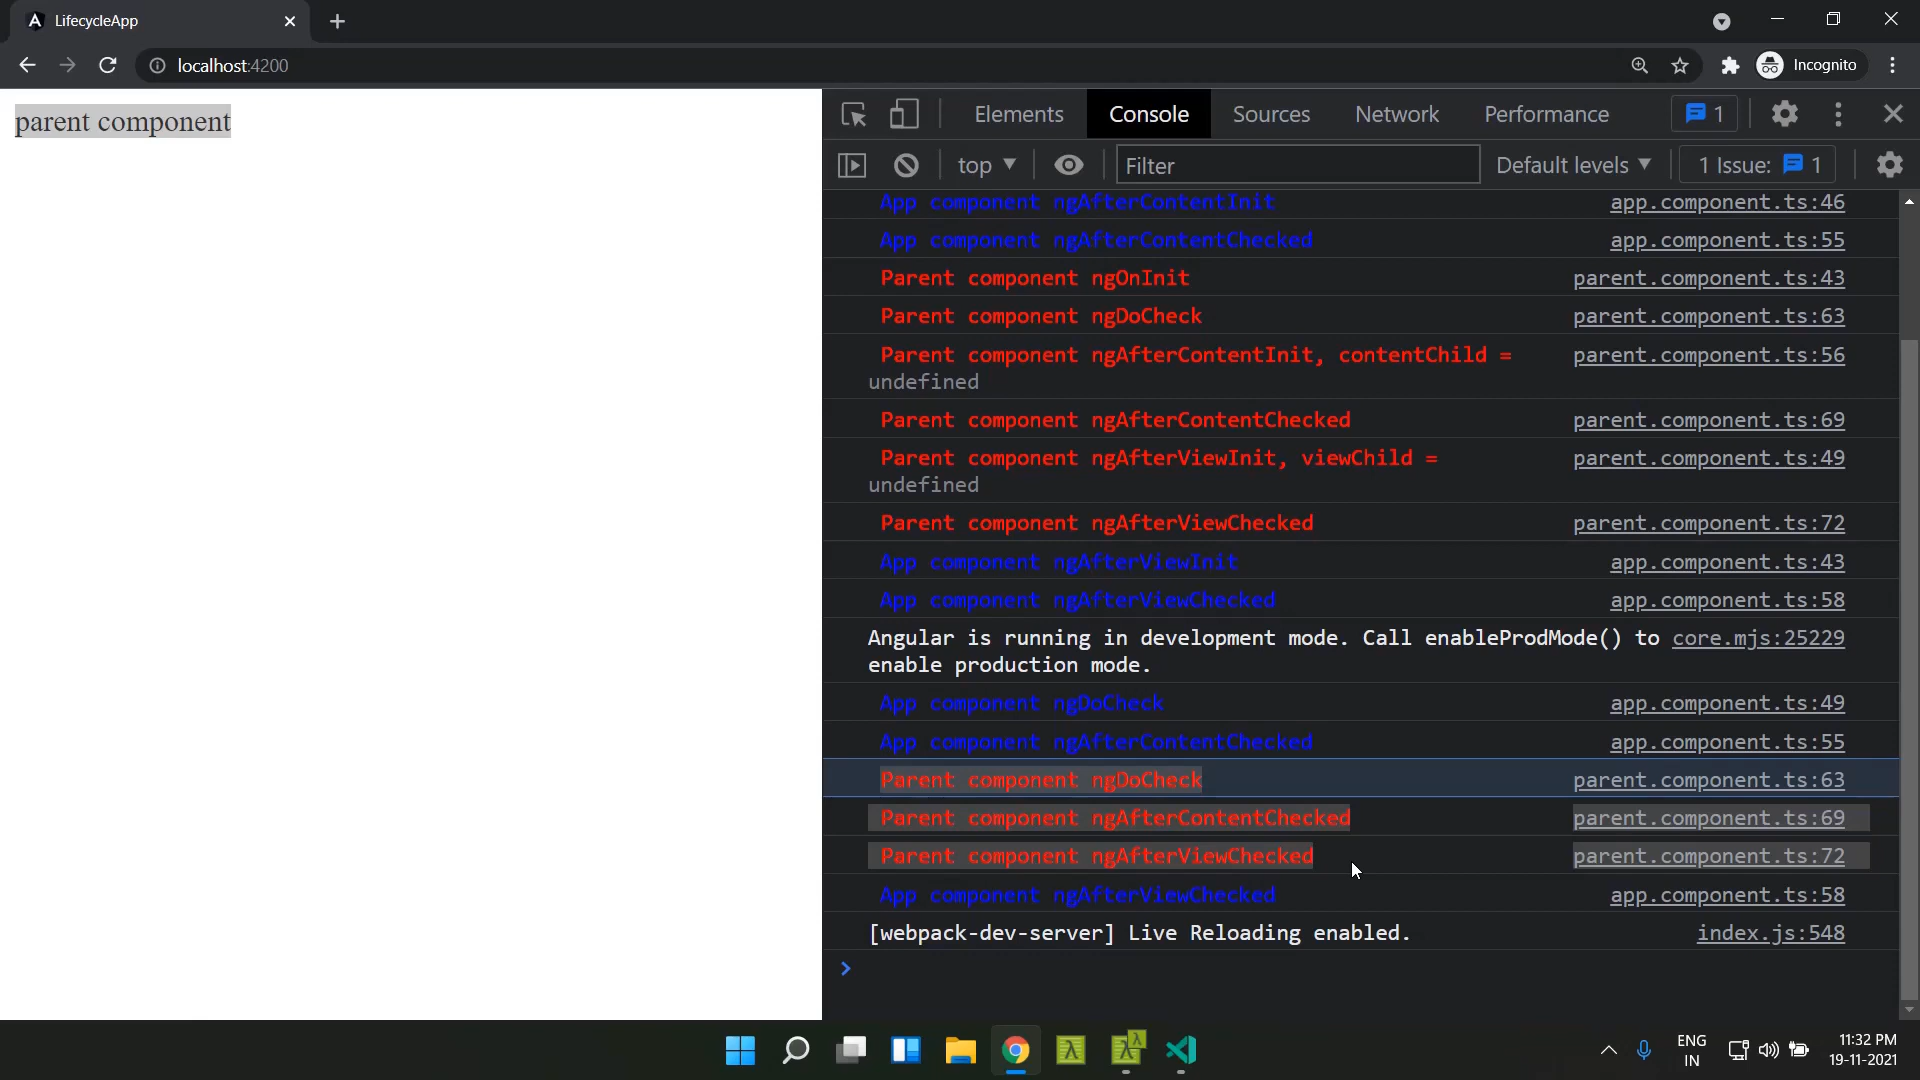 LifecycleApp
localhost:4200
Incognito
parent component
Elements
Console
Sources
Network
Performance
1
top
Filter
Default levels
1 Issue: 1
App component ngAfterContentInit app.component.ts:46
App component ngAfterContentChecked app.component.ts:55
Parent component ngOnInit parent.component.ts:43
Parent component ngDoCheck parent.component.ts:63
Parent component ngAfterContentInit, contentChild = parent.component.ts:56
undefined
Parent component ngAfterContentChecked parent.component.ts:69
Parent component ngAfterViewInit, viewChild = parent.component.ts:49
undefined
Parent component ngAfterViewChecked parent.component.ts:72
App component ngAfterViewInit app.component.ts:43
App component ngAfterViewChecked app.component.ts:58
Angular is running in development mode. Call enableProdMode() to core.mjs:25229
enable production mode.
App component ngDoCheck app.component.ts:49
App component ngAfterContentChecked app.component.ts:55
Parent component ngDoCheck parent.component.ts:63
Parent component ngAfterContentChecked parent.component.ts:69
Parent component ngAfterViewChecked parent.component.ts:72
App component ngAfterViewChecked app.component.ts:58
[webpack-dev-server] Live Reloading enabled. index.js:548
ENG
IN
11:32 PM
19-11-2021